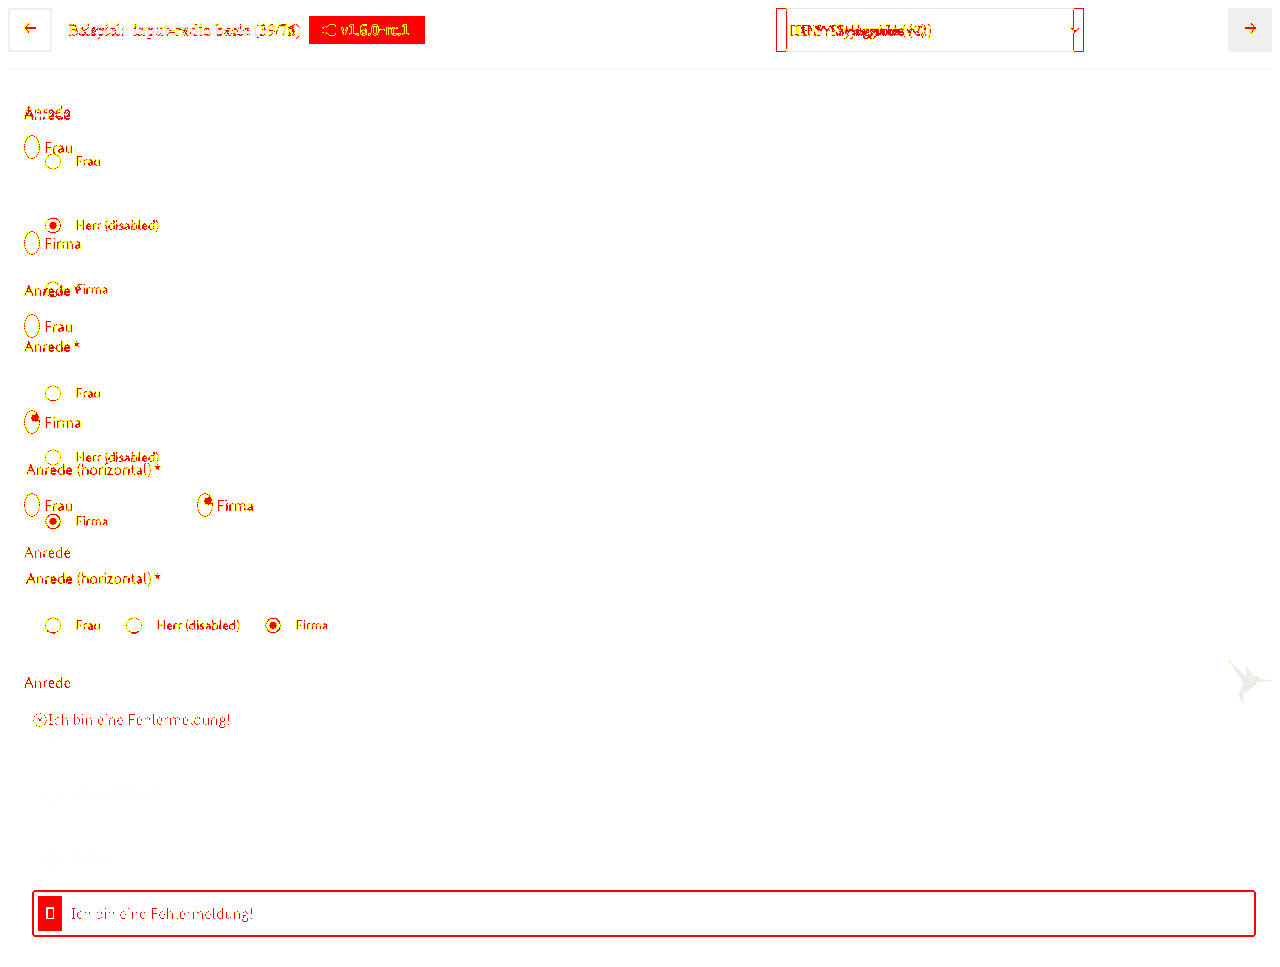 Beispiel: input-radio basic (39/78) v1.6.0-rc.1
Anrede
Frau
Frau
Herr (disabled)
Firma
Firma
Anrede *
Frau
Anrede *
Frau
Firma
Herr (disabled)
Anrede (horizontal) *
Frau Firma
Firma
Anrede
Anrede (horizontal) *
Frau Herr (disabled) Firma
Anrede
Ich bin eine Fehlermeldung!
Ich bin eine Fehlermeldung!